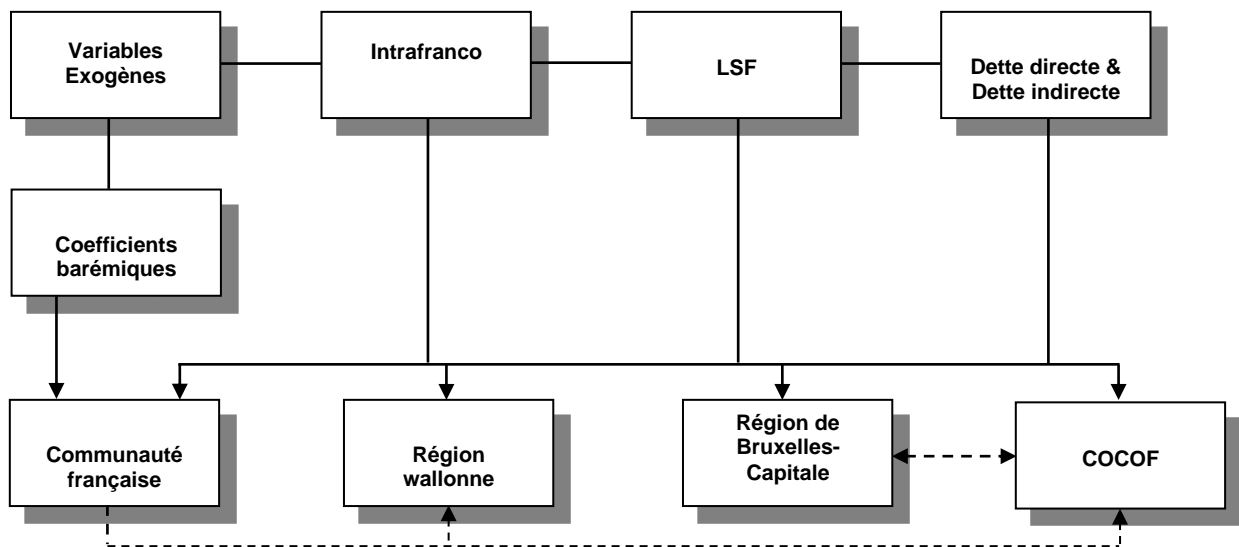 Variables
Exogènes
Intrafranco
LSF
Dette directe &
Dette indirecte
Coefficients
barémiques
Communauté
française
Région
wallonne
Région de
Bruxelles-
Capitale
COCOF